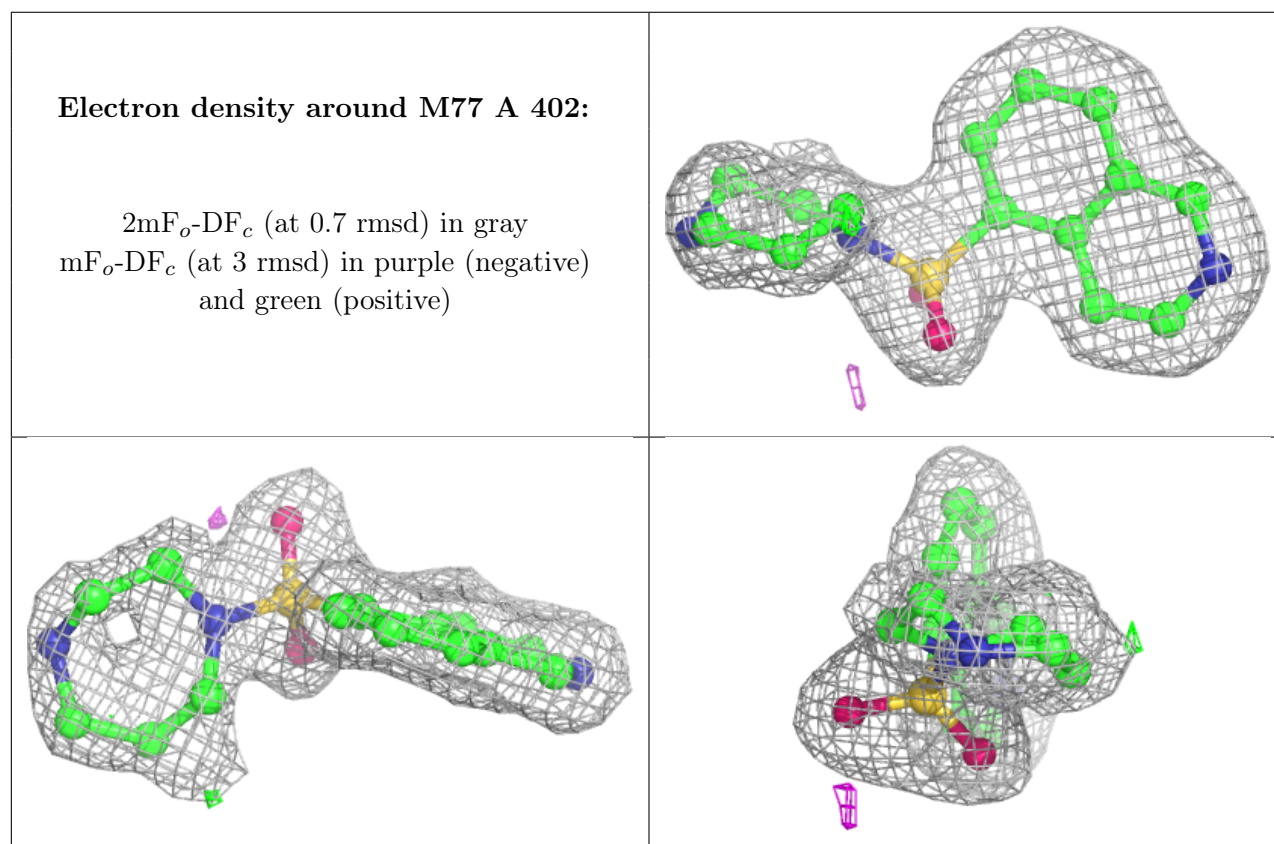 Electron density around M77 A 402:
2mFo-DFc (at 0.7 rmsd) in gray
mFo-DFc (at 3 rmsd) in purple (negative)
and green (positive)